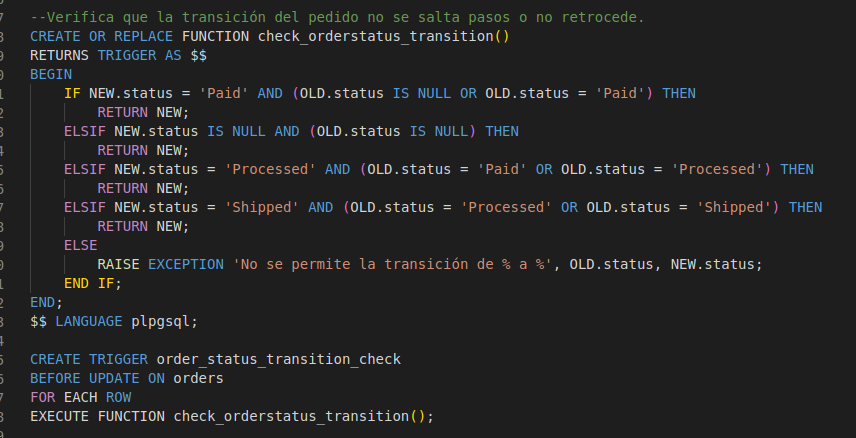 --Verifica que la transición del pedido no se salta pasos o no retrocede.
CREATE OR REPLACE FUNCTION check_orderstatus_transition()
RETURNS TRIGGER AS $$
BEGIN
    IF NEW.status = 'Paid' AND (OLD.status IS NULL OR OLD.status = 'Paid') THEN
        RETURN NEW;
    ELSIF NEW.status IS NULL AND (OLD.status IS NULL) THEN
        RETURN NEW;
    ELSIF NEW.status = 'Processed' AND (OLD.status = 'Paid' OR OLD.status = 'Processed') THEN
        RETURN NEW;
    ELSIF NEW.status = 'Shipped' AND (OLD.status = 'Processed' OR OLD.status = 'Shipped') THEN
        RETURN NEW;
    ELSE
        RAISE EXCEPTION 'No se permite la transición de % a %', OLD.status, NEW.status;
    END IF;
END;
$$ LANGUAGE plpgsql;

CREATE TRIGGER order_status_transition_check
BEFORE UPDATE ON orders
FOR EACH ROW
EXECUTE FUNCTION check_orderstatus_transition();